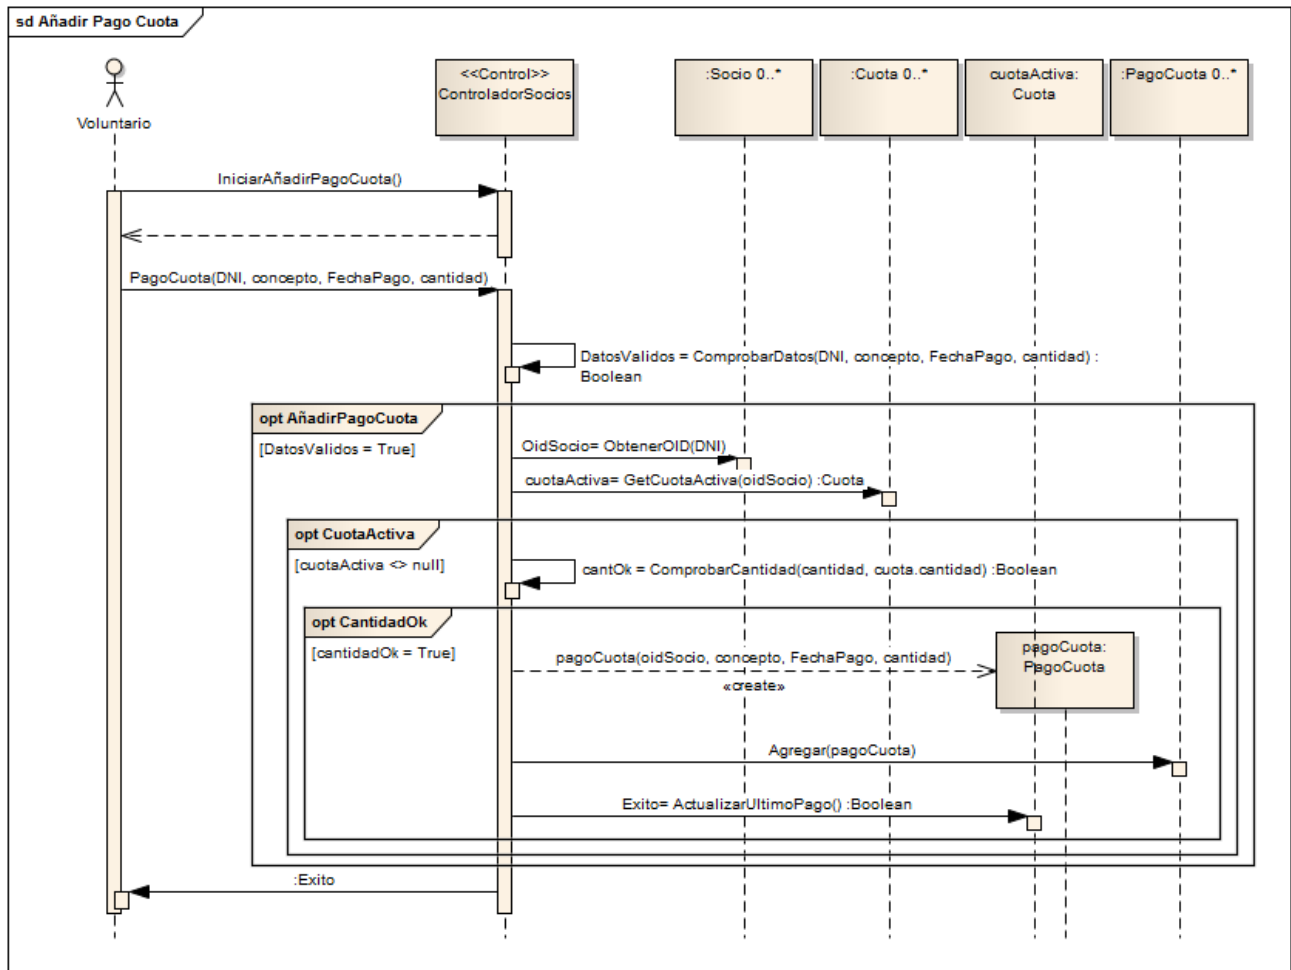 sd Añadir Pago Cuota
Voluntario
<<Control>>
ControladorSocios
:Socio 0..*
:Cuota 0..*
cuotaActiva:
Cuota
:PagoCuota 0..*
IniciarAñadirPagoCuota()
PagoCuota(DNI, concepto, FechaPago, cantidad)
DatosValidos = ComprobarDatos(DNI, concepto, FechaPago, cantidad) :
Boolean
opt AñadirPagoCuota
[DatosValidos = True]
OidSocio= ObtenerOID(DNI)
cuotaActiva= GetCuotaActiva(oidSocio) :Cuota
opt CuotaActiva
[cuotaActiva <> null]
cantOk = ComprobarCantidad(cantidad, cuota.cantidad) :Boolean
opt CantidadOk
[cantidadOk = True]
pagoCuota(oidSocio, concepto, FechaPago, cantidad)
«create»
pagoCuota:
PagoCuota
Agregar(pagoCuota)
Exito= ActualizarUltimoPago() :Boolean
:Exito